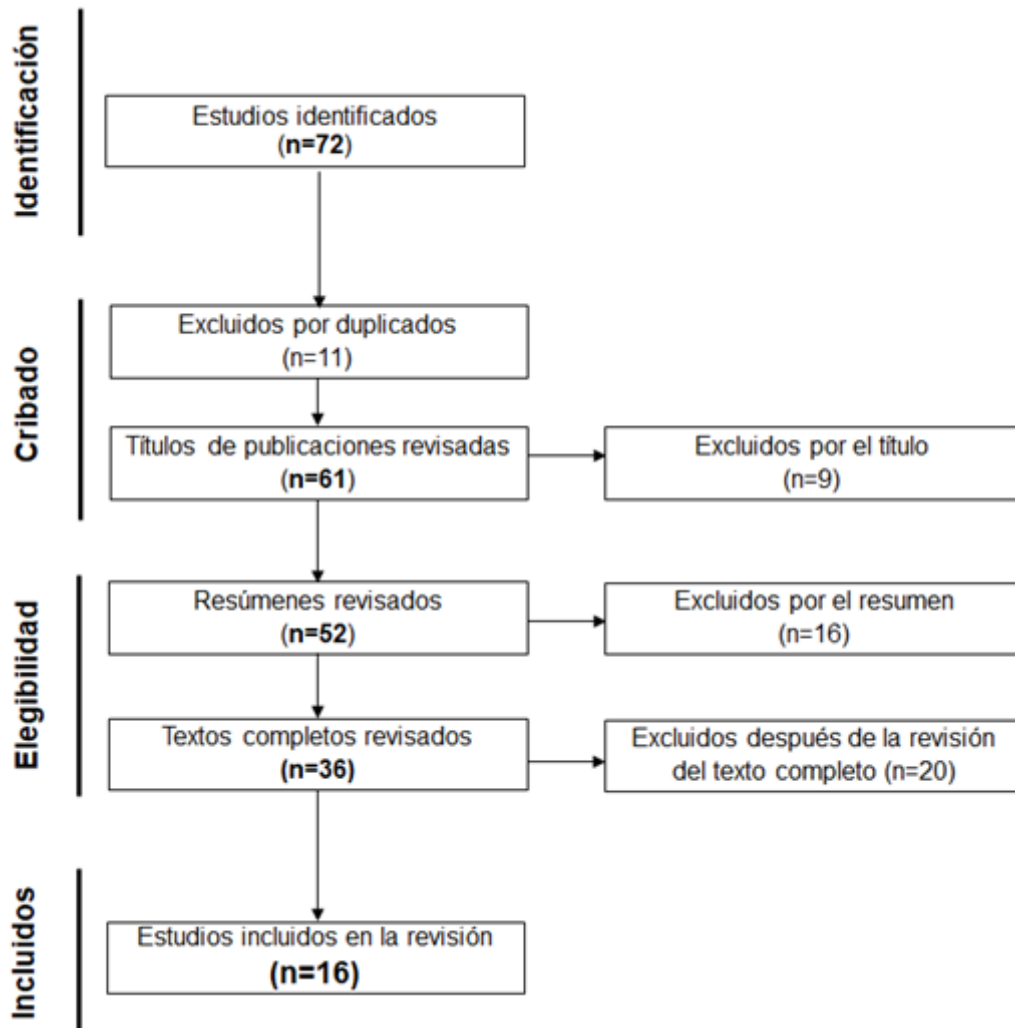 Identificación
Estudios identificados
(n=72)
Cribado
Excluidos por duplicados
(n=11)
Títulos de publicaciones revisadas
(n=61)
Excluidos por el título
(n=9)
Elegibilidad
Resúmenes revisados
(n=52)
Excluidos por el resumen
(n=16)
Textos completos revisados
(n=36)
Excluidos después de la revisión
del texto completo (n=20)
Incluidos
Estudios incluidos en la revisión
(n=16)